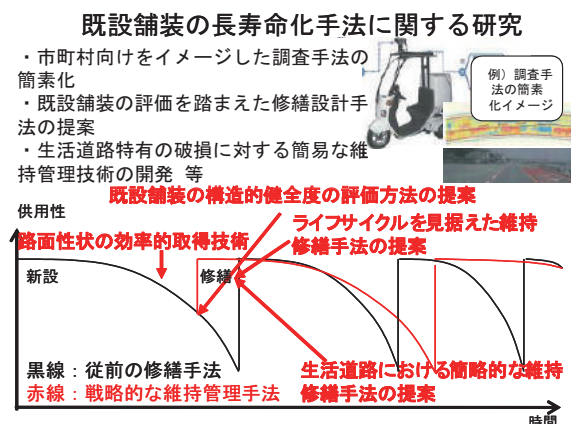 既設舗装の長寿命化手法に関する研究
・市町村向けをイメージした調査手法の
簡素化
・既設舗装の評価を踏まえた修繕設計手
法の提案
・生活道路特有の破損に対する簡易な維
持管理技術の開発 等
例）調査手
法の簡素
化イメージ
既設舗装の構造的健全度の評価方法の提案
供用性
ライフサイクルを見据えた維持
修繕手法の提案
路面性状の効率的取得技術
新設
修繕
黒線：従前の修繕手法
赤線：戦略的な維持管理手法
生活道路における簡略的な維持
修繕手法の提案
時間